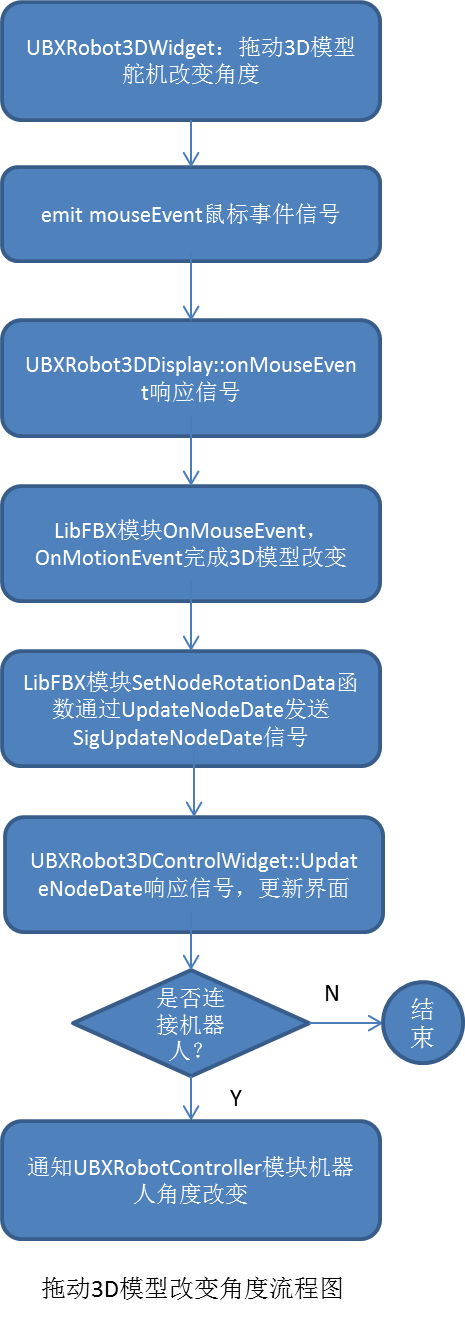 UBXRobot3DWidget：拖动3D模型
舵机改变角度
emit mouseEvent鼠标事件信号
UBXRobot3DDisplay::onMouseEven
t响应信号
LibFBX模块OnMouseEvent，
OnMotionEvent完成3D模型改变
LibFBX模块SetNodeRotationData函
数通过UpdateNodeDate发送
SigUpdateNodeDate信号
UBXRobot3DControlWidget::Updat
eNodeDate响应信号，更新界面
是否连
接机器
人？
N
结
束
Y
通知UBXRobotController模块机器
人角度改变
拖动3D模型改变角度流程图